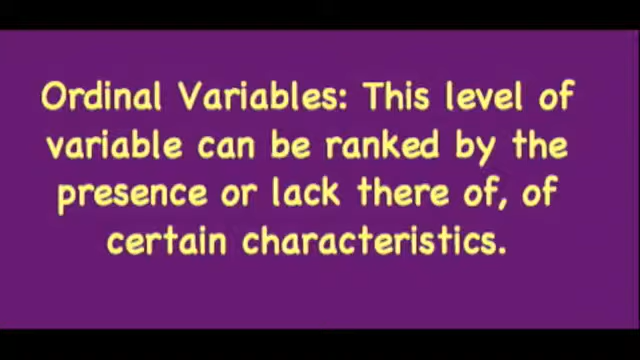 Ordinal Variables: This level of
variable can be ranked by the
presence or lack there of, of
certain characteristics.